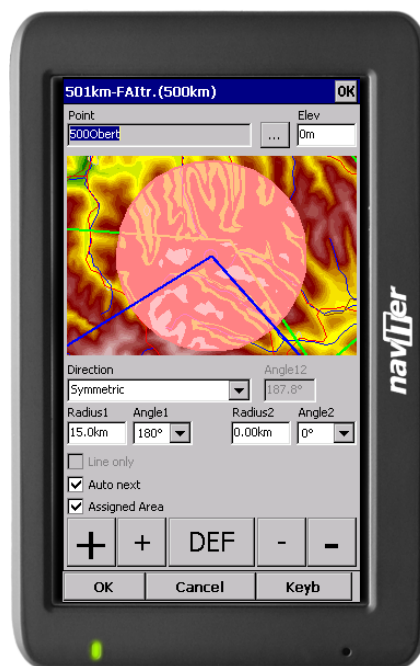 501km-FAItr.(500km) OK
Point Elev
500Obert ... 0m
Direction Angle12
Symmetric 187.8°
Radius1 Angle1 Radius2 Angle2
15.0km 180° 0.00km 0°
Line only
Auto next
Assigned Area
+ + DEF - -
OK Cancel Keyb
naviter